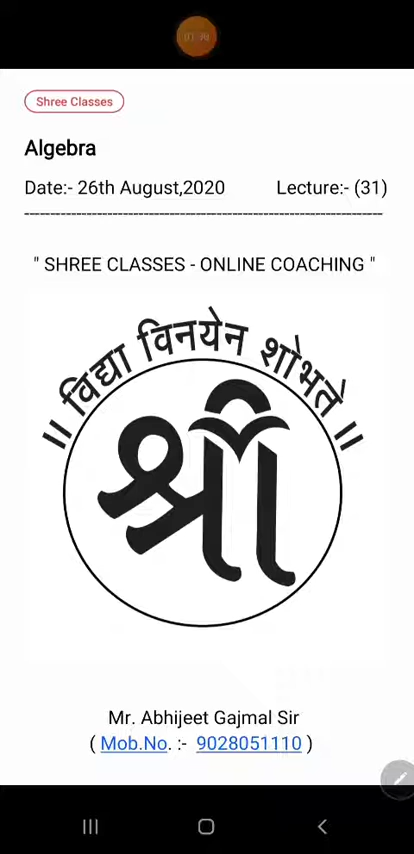 Shree Classes
Algebra
Date:- 26th August,2020 Lecture:- (31)
--------------------------------------------------------------------------
" SHREE CLASSES - ONLINE COACHING "
॥ विद्या विनयेन शोभते ॥
श्री
Mr. Abhijeet Gajmal Sir
( Mob.No. :- 9028051110 )